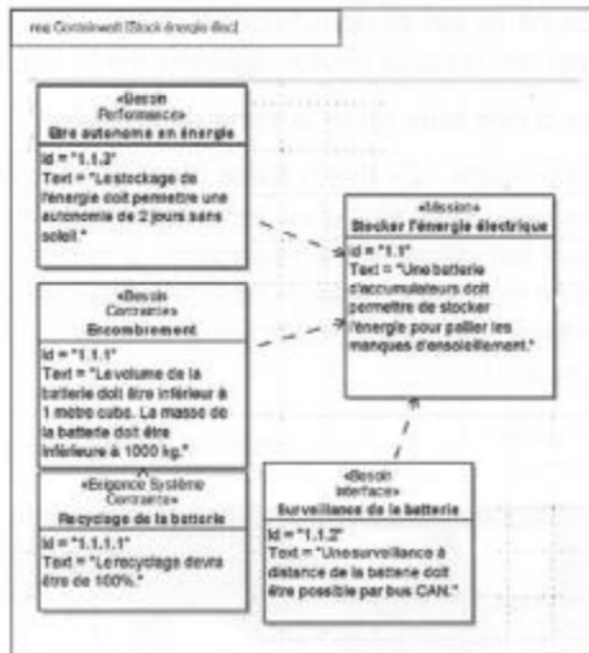 req Containwatt [Stock énergie élec]
«Besoin
Performance»
Etre autonome en énergie
Id = "1.1.3"
Text = "Le stockage de
l'énergie doit permettre une
autonomie de 2 jours sans
soleil."
«Mission»
Stocker l'énergie électrique
Id = "1.1"
Text = "Une batterie
d'accumulateurs doit
permettre de stocker
l'énergie pour pallier les
manques d'ensoleillement."
«Besoin
Contrainte»
Encombrement
Id = "1.1.1"
Text = "Le volume de la
batterie doit être inférieur à
1 mètre cube. La masse de
la batterie doit être
inférieure à 1000 kg."
«Exigence Système
Contrainte»
Recyclage de la batterie
Id = "1.1.1.1"
Text = "Le recyclage devra
être de 100%."
«Besoin
Interface»
Surveillance de la batterie
Id = "1.1.2"
Text = "Une surveillance à
distance de la batterie doit
être possible par bus CAN."